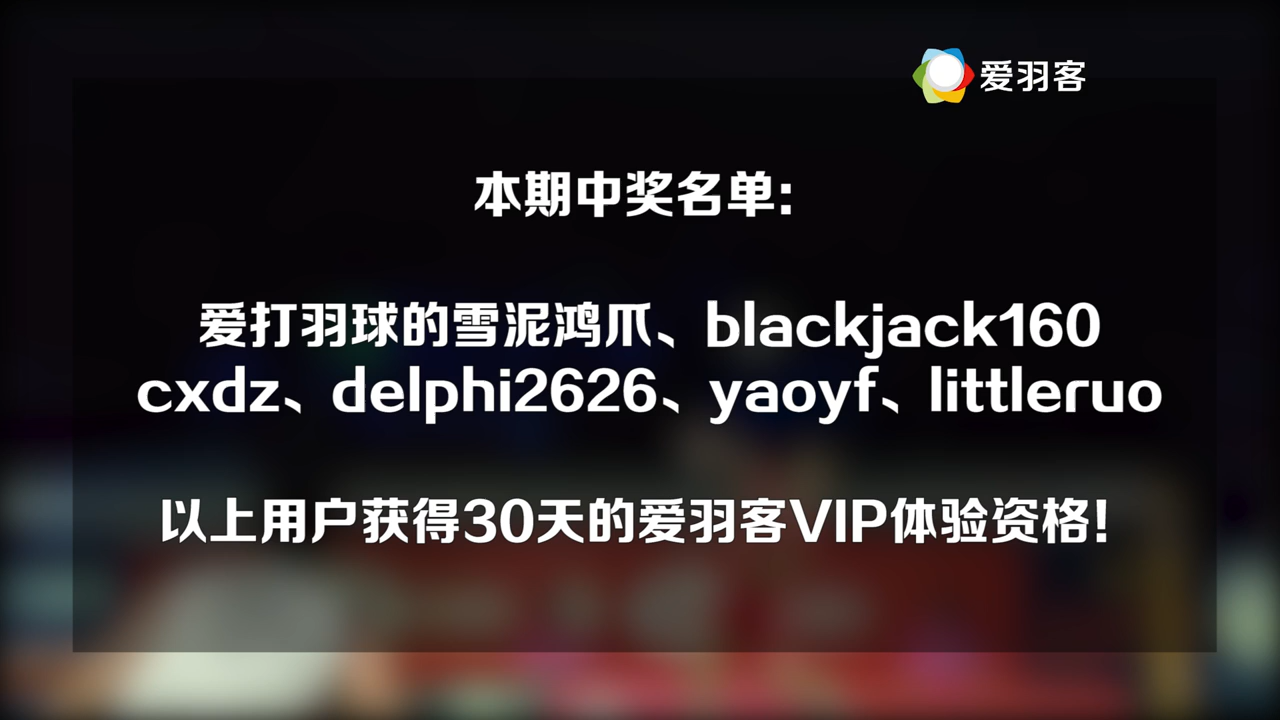 爱羽客
本期中奖名单:
爱打羽球的雪泥鸿爪、blackjack160
cxdz、delphi2626、yaoyf、littleruo
以上用户获得30天的爱羽客VIP体验资格!